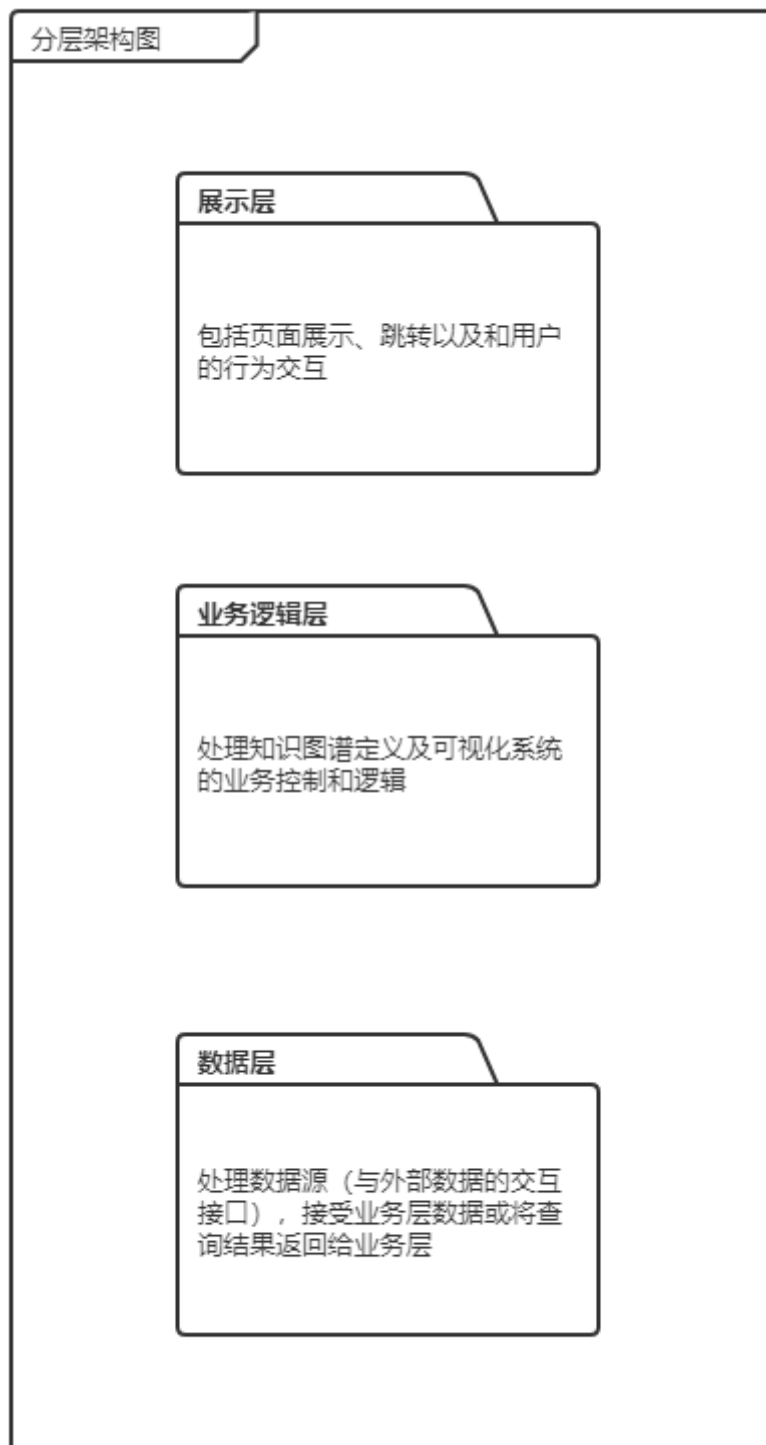 分层架构图
展示层
包括页面展示、跳转以及和用户
的行为交互
业务逻辑层
处理知识图谱定义及可视化系统
的业务控制和逻辑
数据层
处理数据源（与外部数据的交互
接口），接受业务层数据或将查
询结果返回给业务层